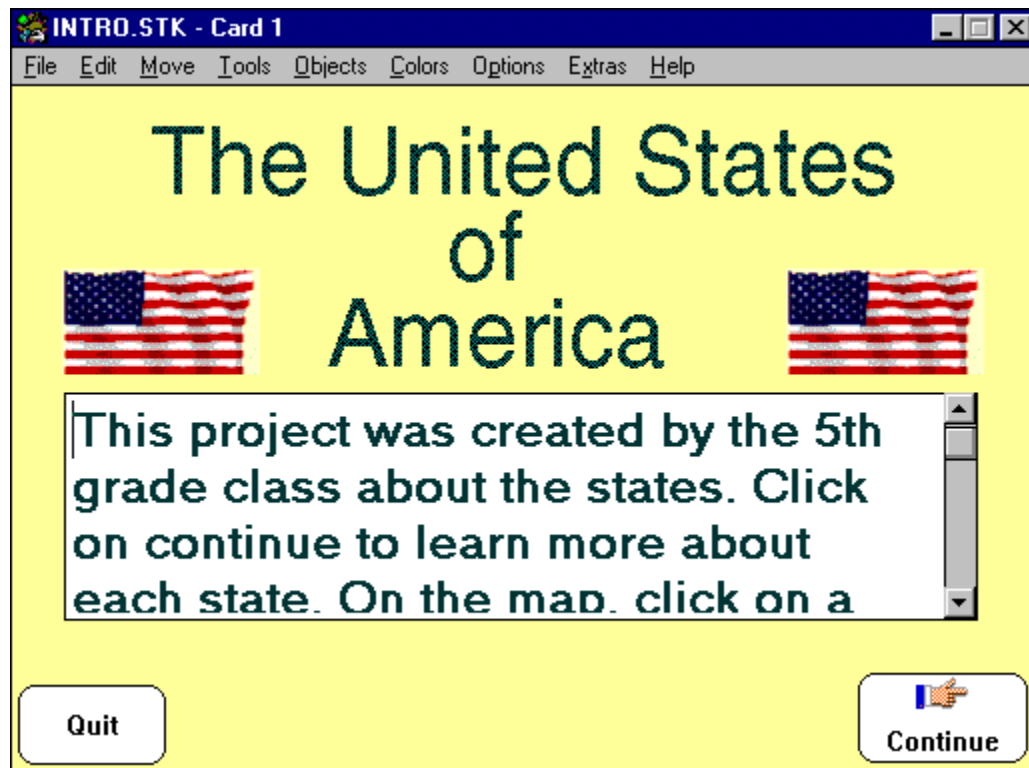 INTRO.STK - Card 1
File Edit Move Tools Objects Colors Options Extras Help
The United States
of
America
This project was created by the 5th
grade class about the states. Click
on continue to learn more about
each state. On the map, click on a
Quit
Continue